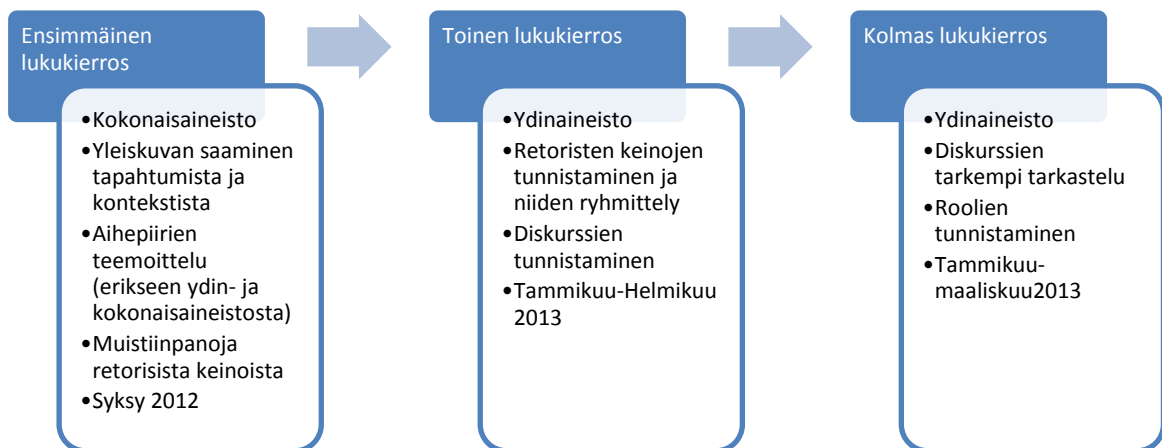 Ensimmäinen
lukukierros
•Kokonaisaineisto
•Yleiskuvan saaminen
tapahtumista ja
kontekstista
•Aihepiirien
teemoittelu
(erikseen ydin- ja
kokonaisaineistosta)
•Muistiinpanoja
retorisista keinoista
•Syksy 2012
Toinen lukukierros
•Ydinaineisto
•Retoristen keinojen
tunnistaminen ja
niiden ryhmittely
•Diskurssien
tunnistaminen
•Tammikuu-Helmikuu
2013
Kolmas lukukierros
•Ydinaineisto
•Diskurssien
tarkempi tarkastelu
•Roolien
tunnistaminen
•Tammikuu-
maaliskuu2013